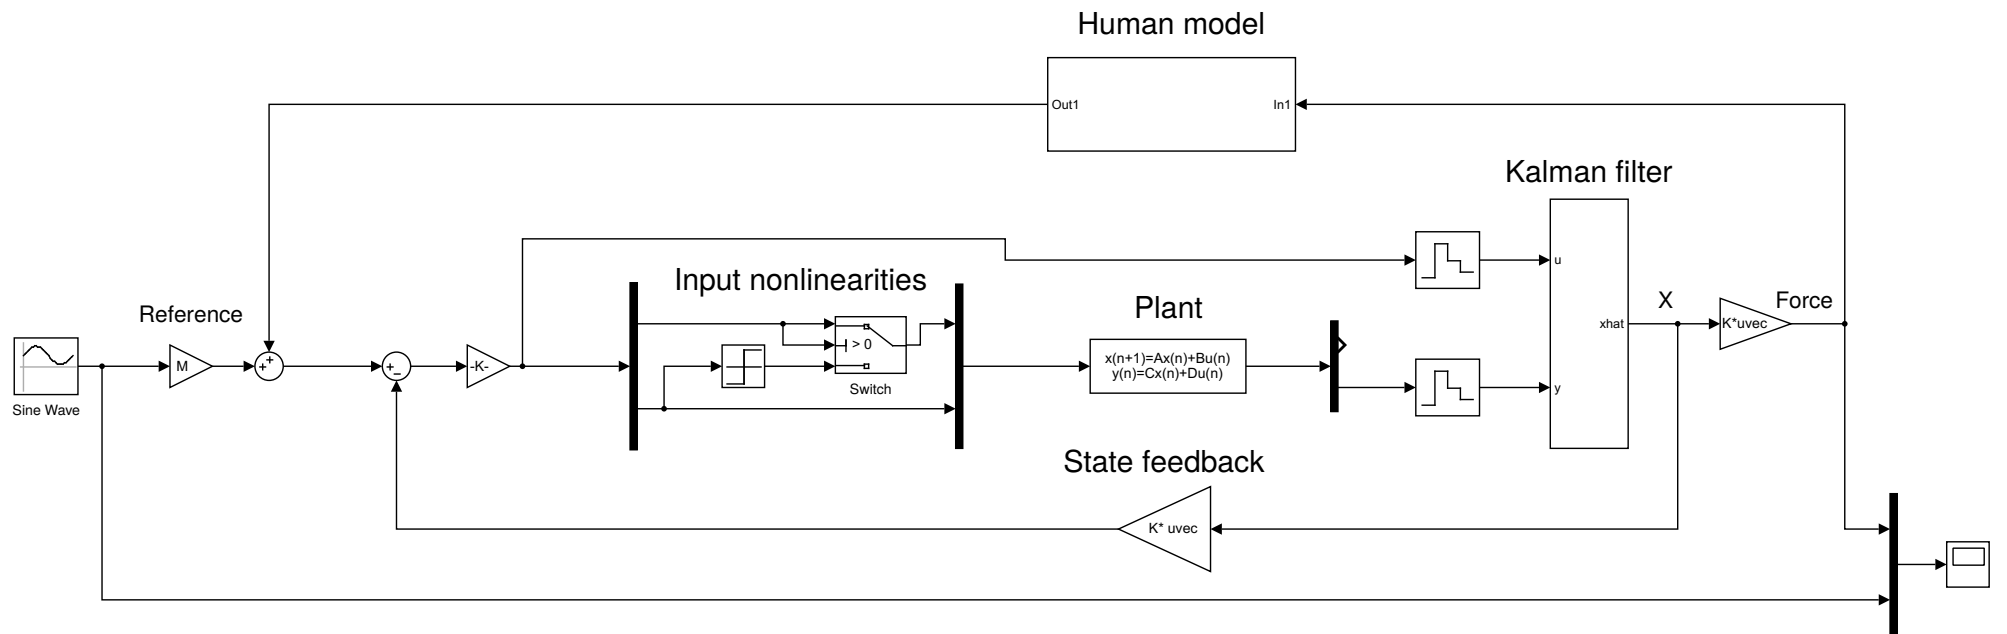 Human model
Out1
In1
Kalman filter
Input nonlinearities
u
Reference
Plant
X
Force
M
+
+
+
-
-K-
> 0
Switch
x(n+1)=Ax(n)+Bu(n)
y(n)=Cx(n)+Du(n)
xhat
K*uvec
y
Sine Wave
State feedback
K* uvec